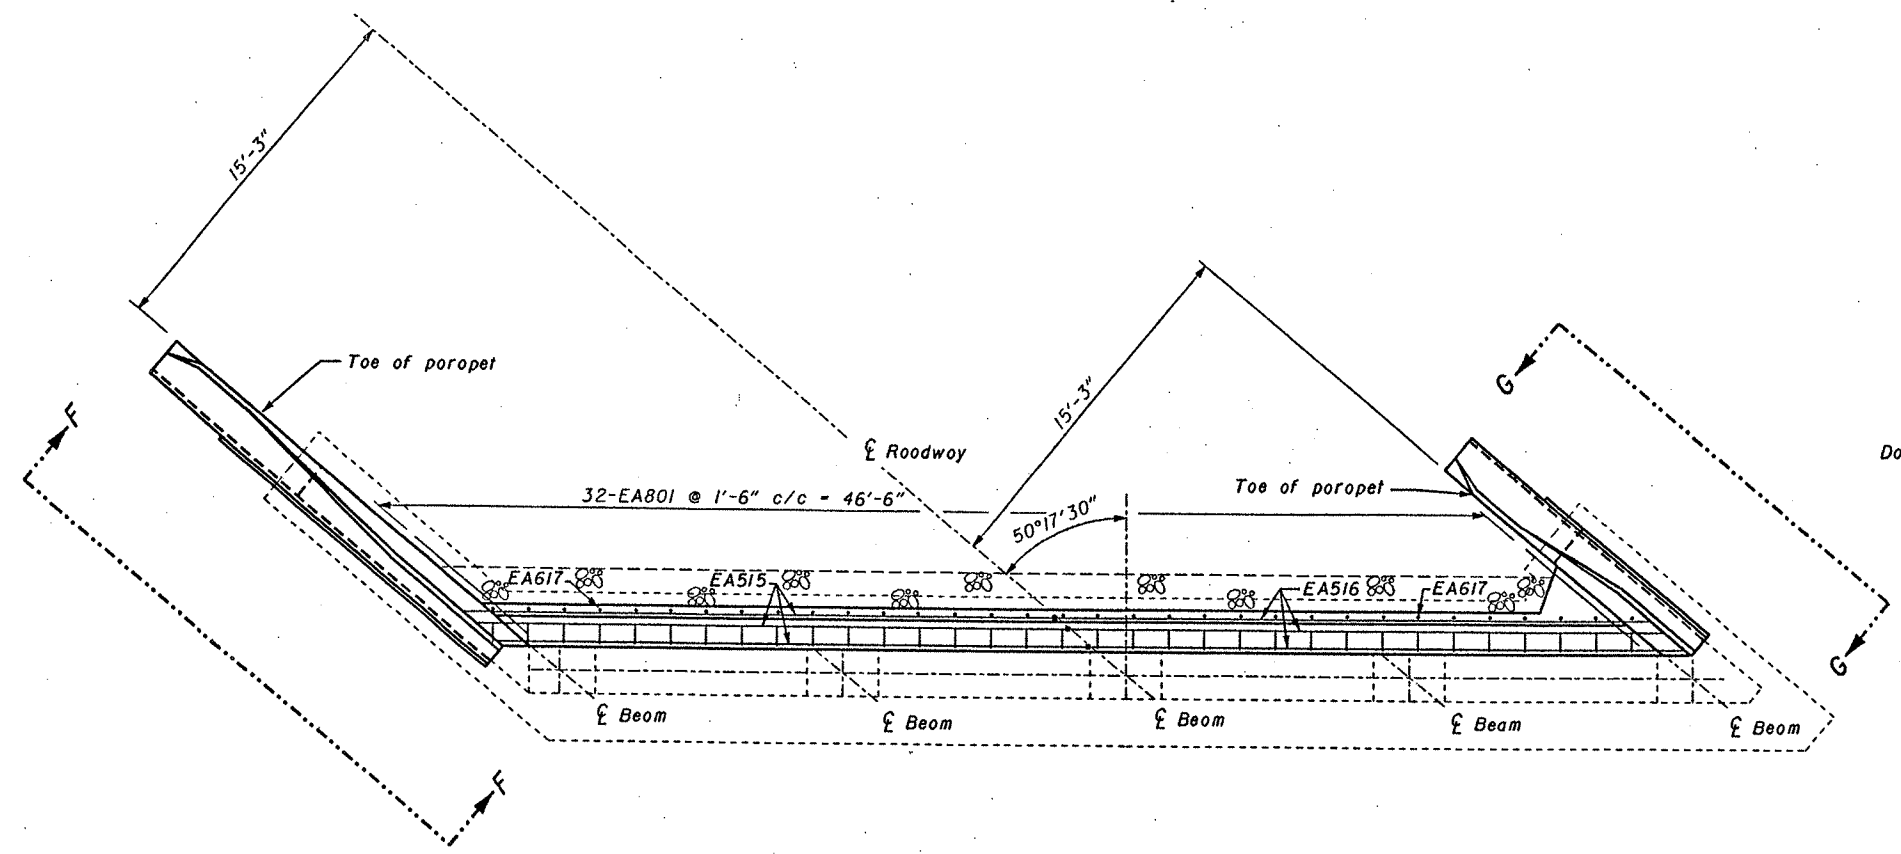 15'-3"
Toe of poropet
F
G
℄ Roodwoy
15'-3"
Do
32-EA801 @ 1'-6" c/c = 46'-6"
Toe of poropet
50°17'30"
EA617
EA515
EA516
EA617
G
℄ Beom
℄ Beom
℄ Beom
℄ Beam
℄ Beom
F